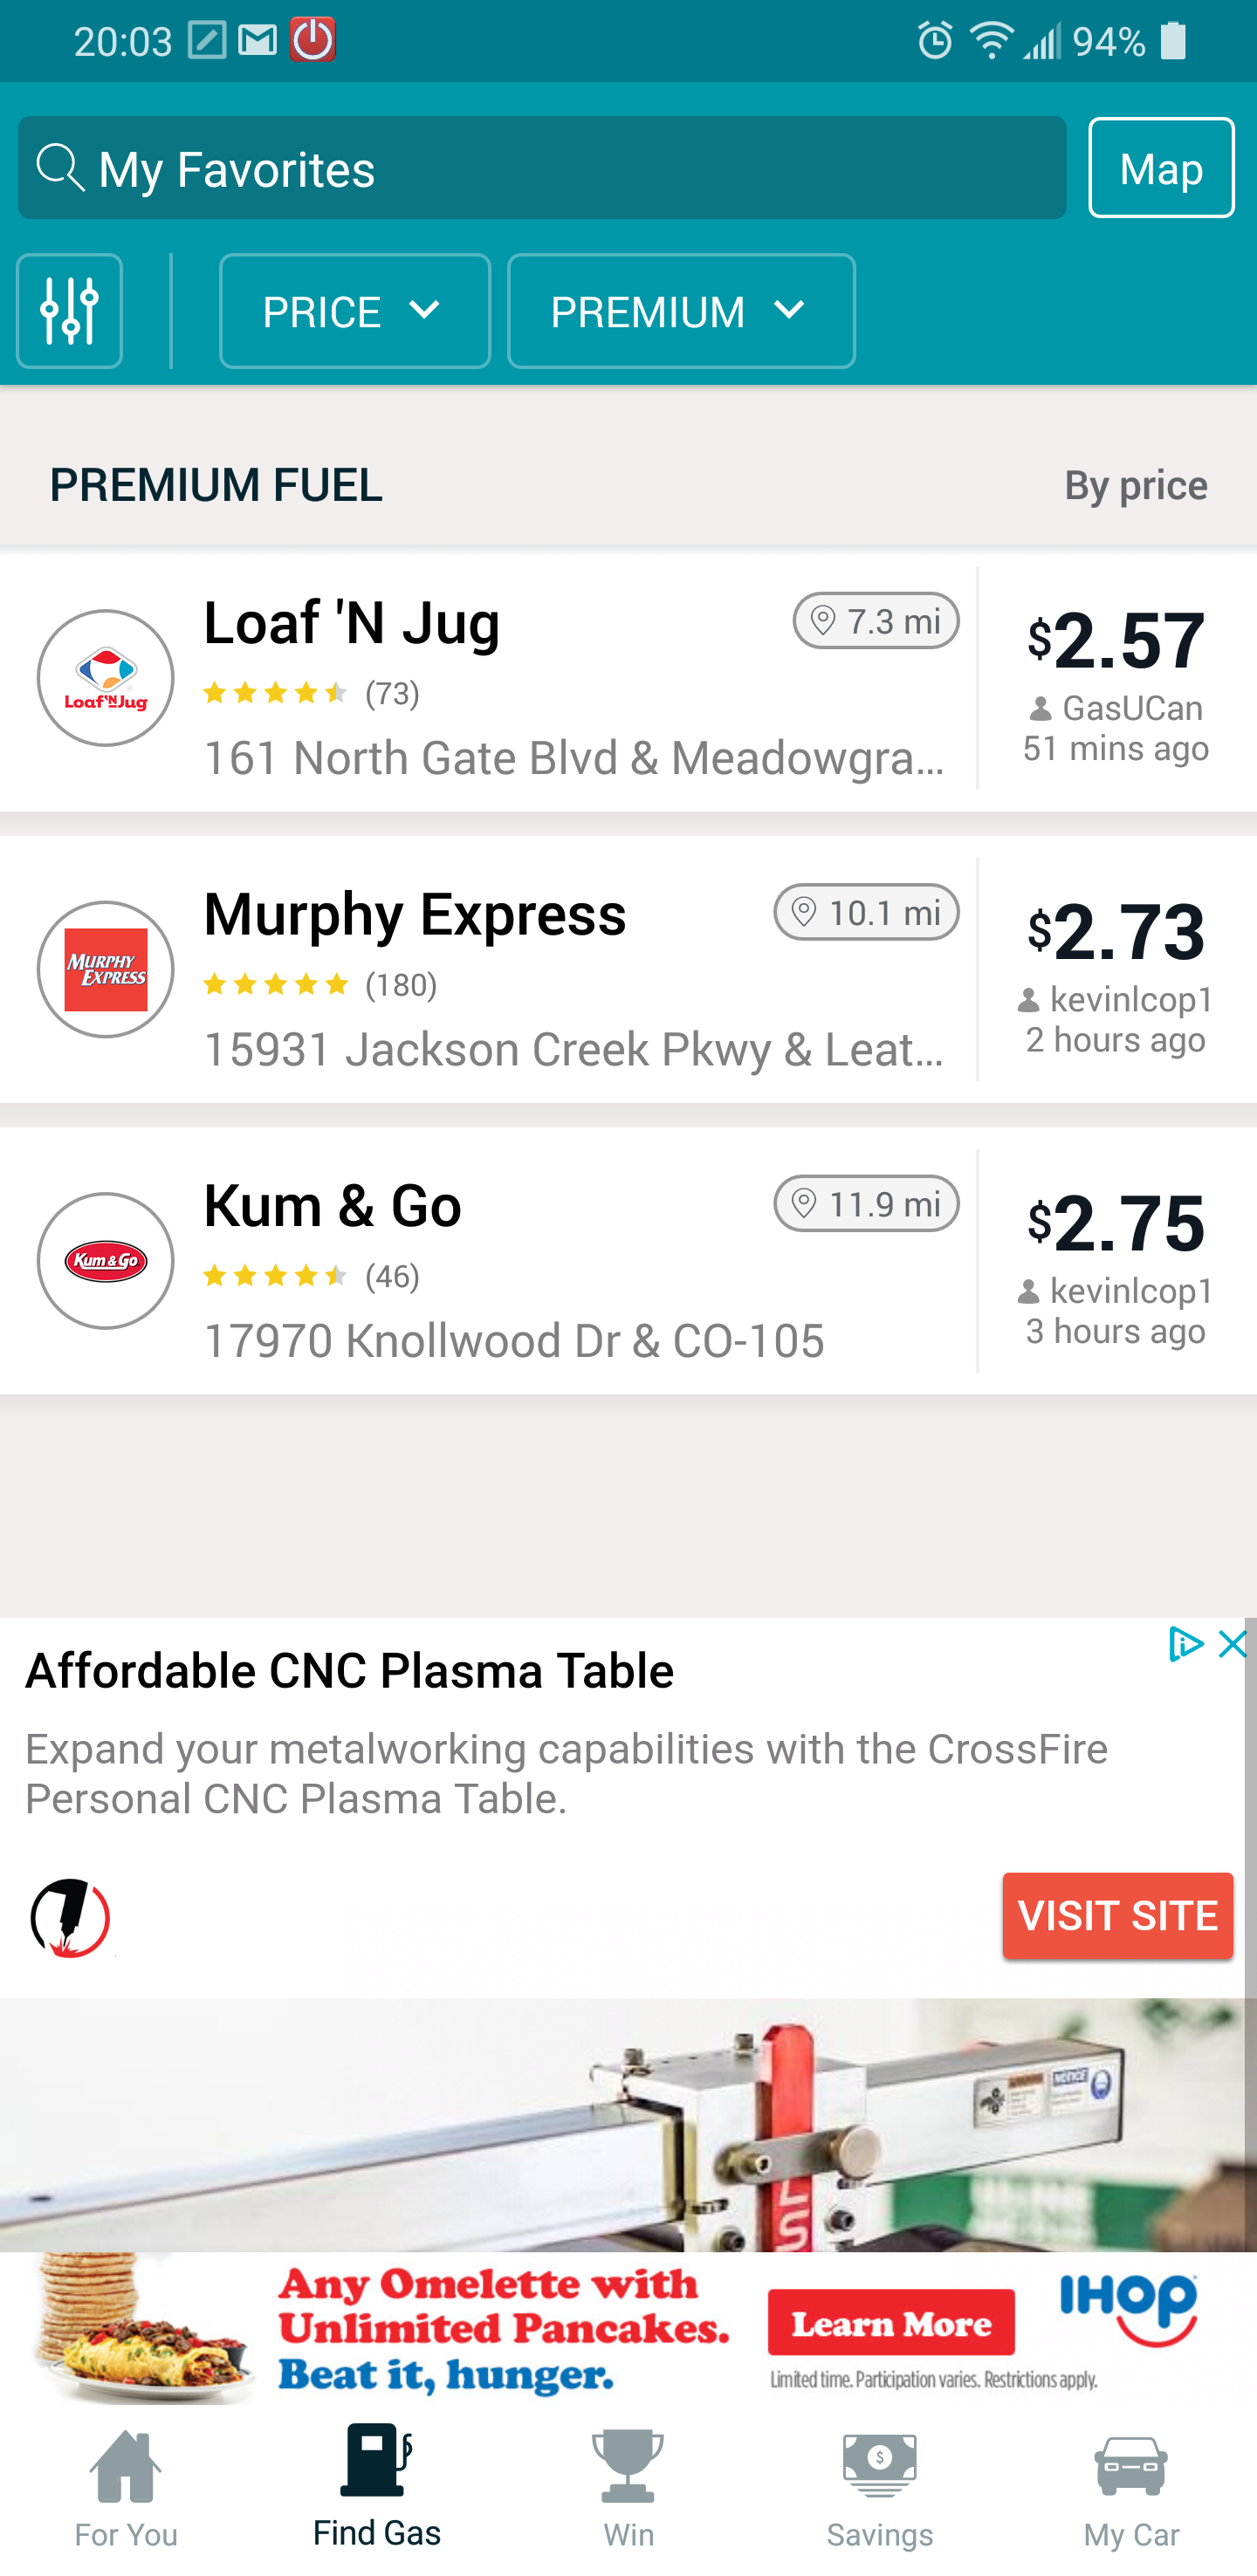 20:03
94%
My Favorites
Map
PRICE
PREMIUM
PREMIUM FUEL
By price
Loaf 'N Jug
Loaf 'N Jug
7.3 mi
(73)
161 North Gate Blvd & Meadowgra...
$2.57
GasUCan
51 mins ago
MURPHY
EXPRESS
Murphy Express
10.1 mi
(180)
15931 Jackson Creek Pkwy & Leat...
$2.73
kevinlcop1
2 hours ago
Kum & Go
Kum & Go
11.9 mi
(46)
17970 Knollwood Dr & CO-105
$2.75
kevinlcop1
3 hours ago
Affordable CNC Plasma Table
Expand your metalworking capabilities with the CrossFire
Personal CNC Plasma Table.
VISIT SITE
NOTICE
Any Omelette with
Unlimited Pancakes.
Beat it, hunger.
Learn More
Limited time. Participation varies. Restrictions apply.
IHOP
For You
Find Gas
Win
Savings
My Car